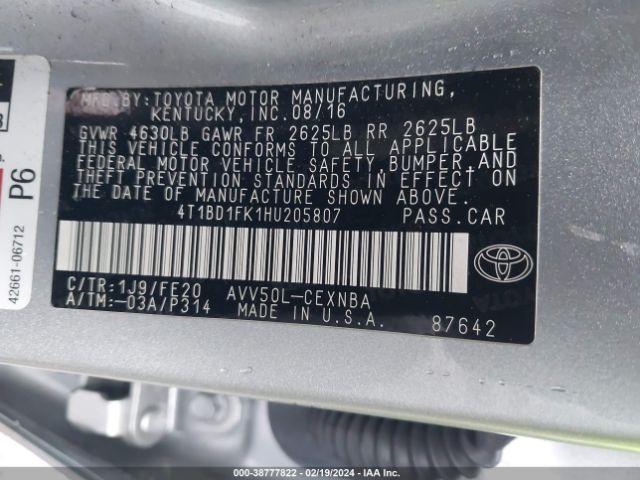 MFD.BY:TOYOTA MOTOR MANUFACTURING,
KENTUCKY, INC.08/16
GVWR 4630LB GAWR FR 2625LB RR 2625LB
THIS VEHICLE CONFORMS TO ALL APPLICABLE
FEDERAL MOTOR VEHICLE SAFETY,BUMPER,AND
THEFT PREVENTION STANDARDS IN EFFECT ON
THE DATE OF MANUFACTURE SHOWN ABOVE.
4T1BD1FK1HU205807 PASS.CAR
C/TR:1J9/FE20 AVV50L-CEXNBA
A/TM:-03A/P314 MADE IN U.S.A.
87642
TOYOTA
P6
42661-06712
000-38777822 - 02/19/2024 - IAA Inc.